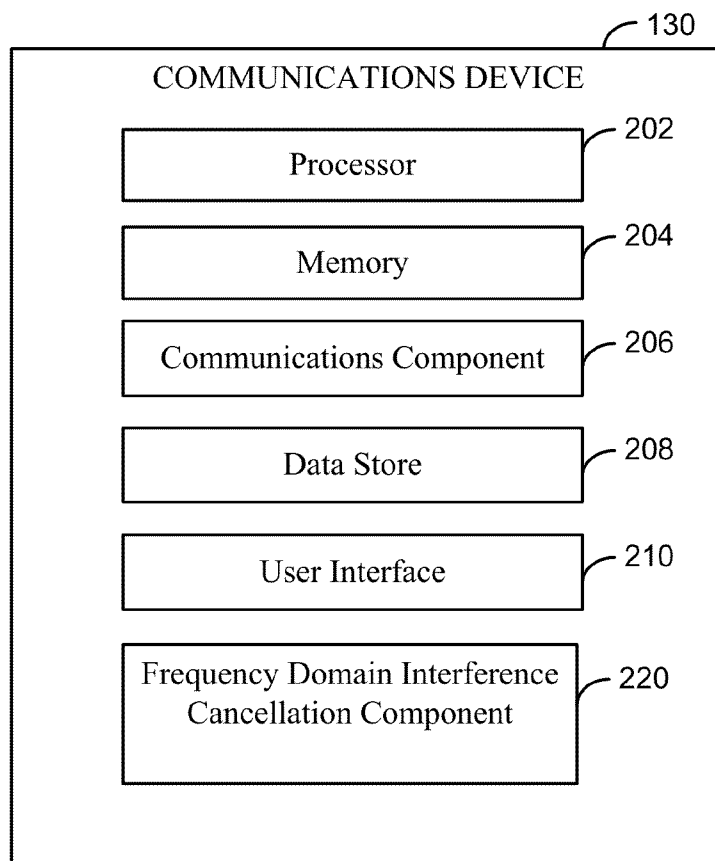 130
COMMUNICATIONS DEVICE
202
Processor
204
Memory
206
Communications Component
208
Data Store
210
User Interface
Frequency Domain Interference
220
Cancellation Component